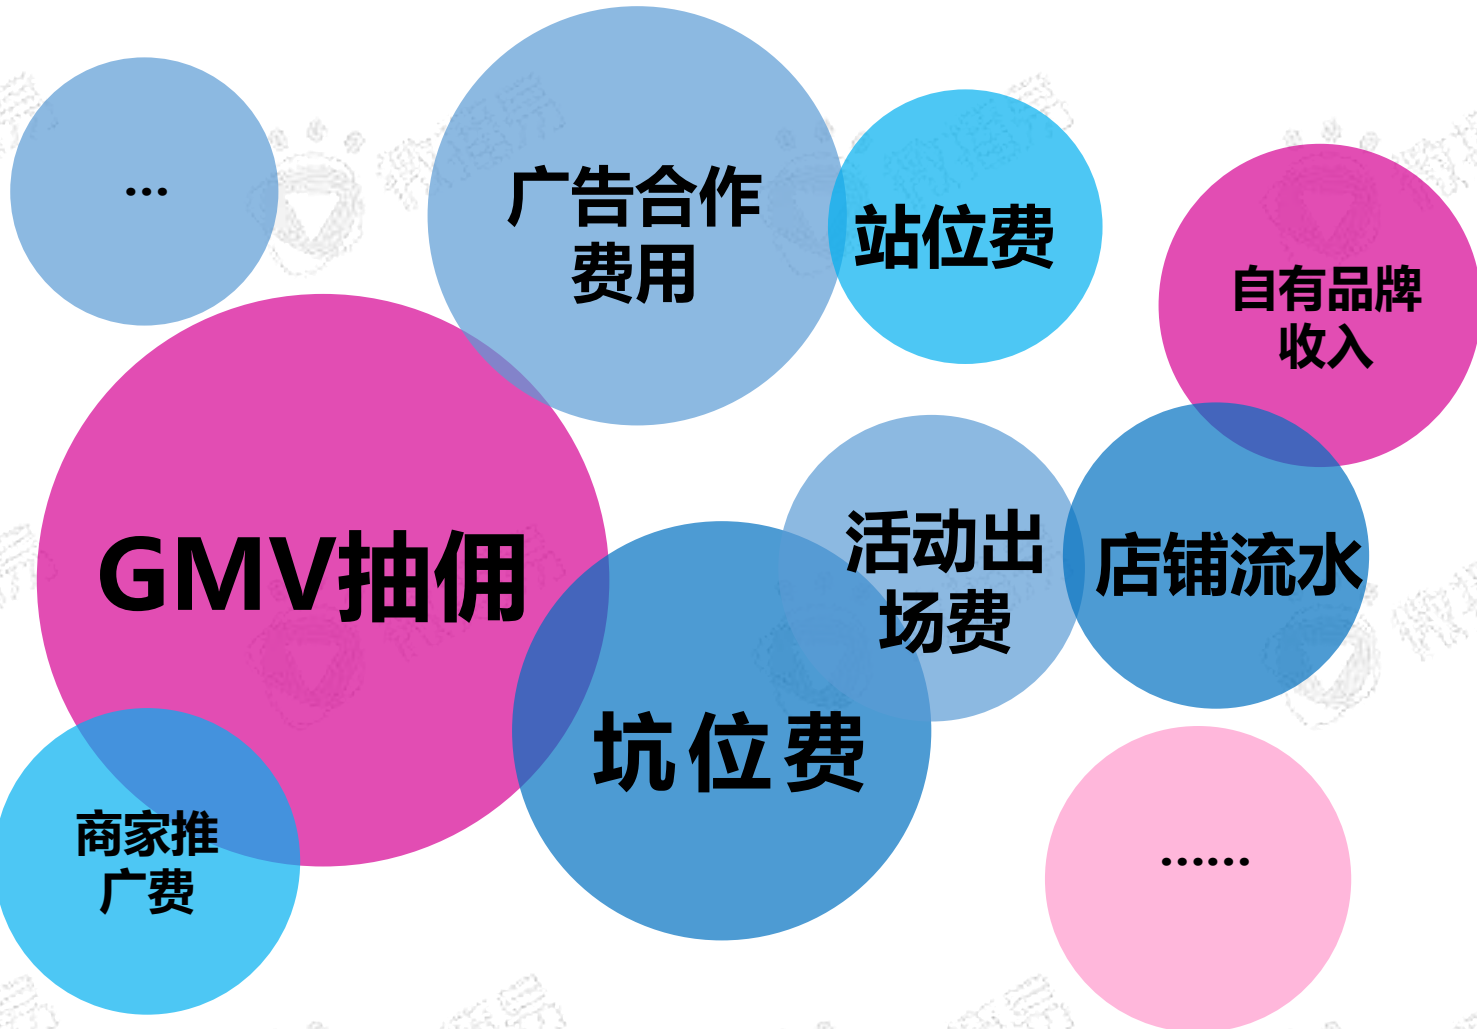 ...
广告合作
费用
站位费
自有品牌
收入
GMV抽佣
活动出
场费
店铺流水
坑位费
商家推
广费
......